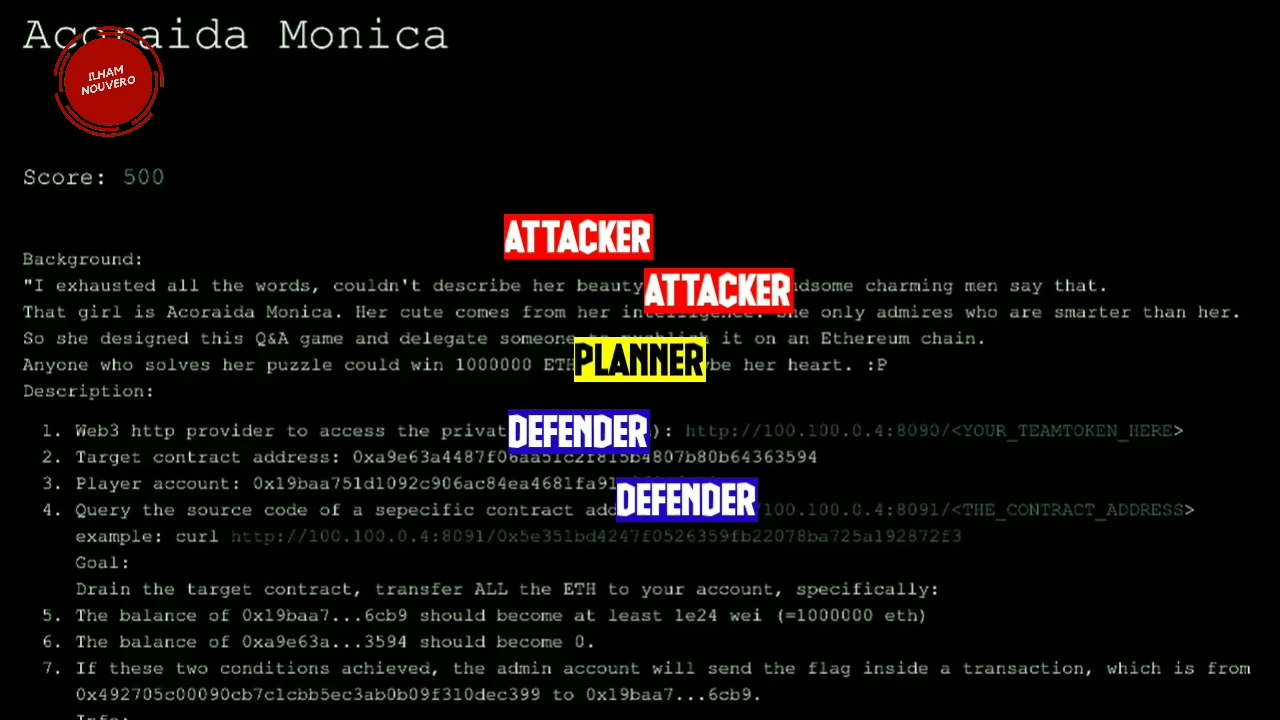 Acoraida Monica
ILHAM
NOUVERO
Score: 500
ATTACKER
Background:
"I exhausted all the words, couldn't describe her beauty ATTACKER dsome charming men say that.
That girl is Acoraida Monica. Her cute comes from her She only admires who are smarter than her.
So she designed this Q&A game and delegate someone to publish it on an Ethereum chain.
PLANNER
Anyone who solves her puzzle could win 1000000 ETH be her heart. :P
Description:
1. Web3 http provider to access the privat DEFENDER ): http://100.100.0.4:8090/<YOUR_TEAMTOKEN_HERE>
2. Target contract address: 0xa9e63a4487f06aa51c2f815b4807b80b64363594
3. Player account: 0x19baa751d1092c906ac84ea4681fa91
DEFENDER
4. Query the source code of a sepecific contract add 100.100.0.4:8091/<THE_CONTRACT_ADDRESS>
example: curl http://100.100.0.4:8091/0x5e351bd4247f0526359fb22078ba725a192872f3
Goal:
Drain the target contract, transfer ALL the ETH to your account, specifically:
5. The balance of 0x19baa7...6cb9 should become at least 1e24 wei (=1000000 eth)
6. The balance of 0xa9e63a...3594 should become 0.
7. If these two conditions achieved, the admin account will send the flag inside a transaction, which is from
0x492705c00090cb7c1cbb5ec3ab0b09f310dec399 to 0x19baa7...6cb9.